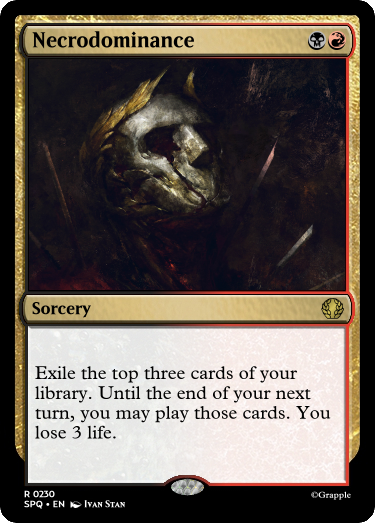 Necrodominance
Sorcery
Exile the top three cards of your
library. Until the end of your next
turn, you may play those cards. You
lose 3 life.
R 0230
SPQ • EN Ivan Stan
©Grapple